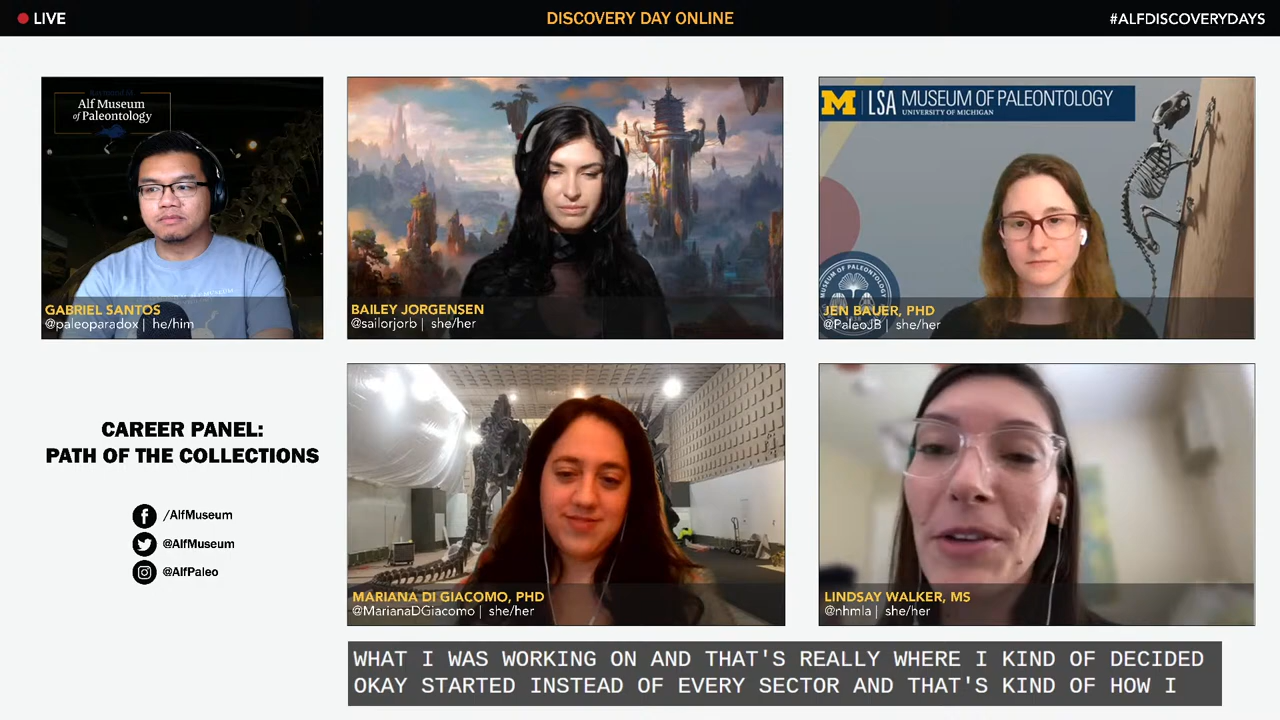 LIVE
DISCOVERY DAY ONLINE
#ALFDISCOVERYDAYS
Alf Museum
of Paleontology
GABRIEL SANTOS
@paleoparadox | he/him
BAILEY JORGENSEN
@sailorjorb | she/her
M LSA MUSEUM OF PALEONTOLOGY
UNIVERSITY OF MICHIGAN
MUSEUM OF PALEONTOLOGY
JEN BAUER, PHD
@PaleoJB | she/her
CAREER PANEL:
PATH OF THE COLLECTIONS
/AlfMuseum
@AlfMuseum
@AlfPaleo
MARIANA DI GIACOMO, PHD
@MarianaDGiacomo | she/her
LINDSAY WALKER, MS
@nhmla | she/her
WHAT I WAS WORKING ON AND THAT'S REALLY WHERE I KIND OF DECIDED
OKAY STARTED INSTEAD OF EVERY SECTOR AND THAT'S KIND OF HOW I